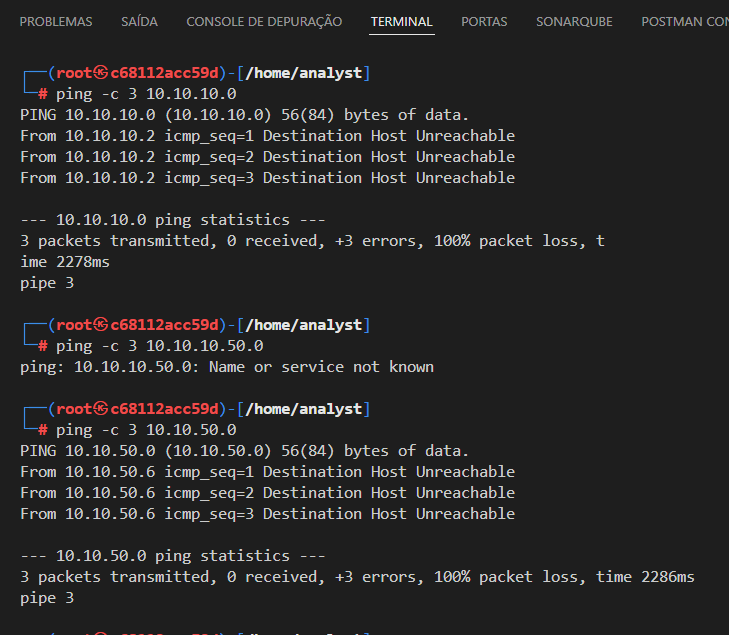 PROBLEMAS SAÍDA CONSOLE DE DEPURAÇÃO TERMINAL PORTAS SONARQUBE POSTMAN CON
┌──(root㉿c68112acc59d)-[/home/analyst]
└─# ping -c 3 10.10.10.0
PING 10.10.10.0 (10.10.10.0) 56(84) bytes of data.
From 10.10.10.2 icmp_seq=1 Destination Host Unreachable
From 10.10.10.2 icmp_seq=2 Destination Host Unreachable
From 10.10.10.2 icmp_seq=3 Destination Host Unreachable
--- 10.10.10.0 ping statistics ---
3 packets transmitted, 0 received, +3 errors, 100% packet loss, t
ime 2278ms
pipe 3
┌──(root㉿c68112acc59d)-[/home/analyst]
└─# ping -c 3 10.10.10.50.0
ping: 10.10.10.50.0: Name or service not known
┌──(root㉿c68112acc59d)-[/home/analyst]
└─# ping -c 3 10.10.50.0
PING 10.10.50.0 (10.10.50.0) 56(84) bytes of data.
From 10.10.50.6 icmp_seq=1 Destination Host Unreachable
From 10.10.50.6 icmp_seq=2 Destination Host Unreachable
From 10.10.50.6 icmp_seq=3 Destination Host Unreachable
--- 10.10.50.0 ping statistics ---
3 packets transmitted, 0 received, +3 errors, 100% packet loss, time 2286ms
pipe 3